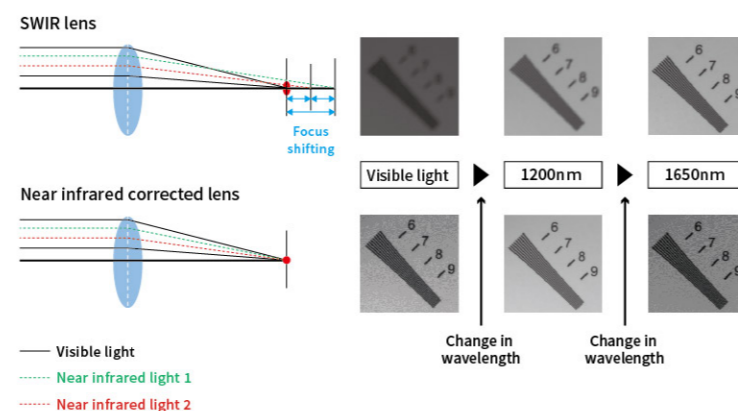 SWIR lens
Focus
shifting
6
7
8
9
6
7
8
9
6
7
8
9
Visible light
1200nm
1650nm
Near infrared corrected lens
6
7
8
9
6
7
8
9
6
7
8
9
Change in
wavelength
Change in
wavelength
Visible light
Near infrared light 1
Near infrared light 2